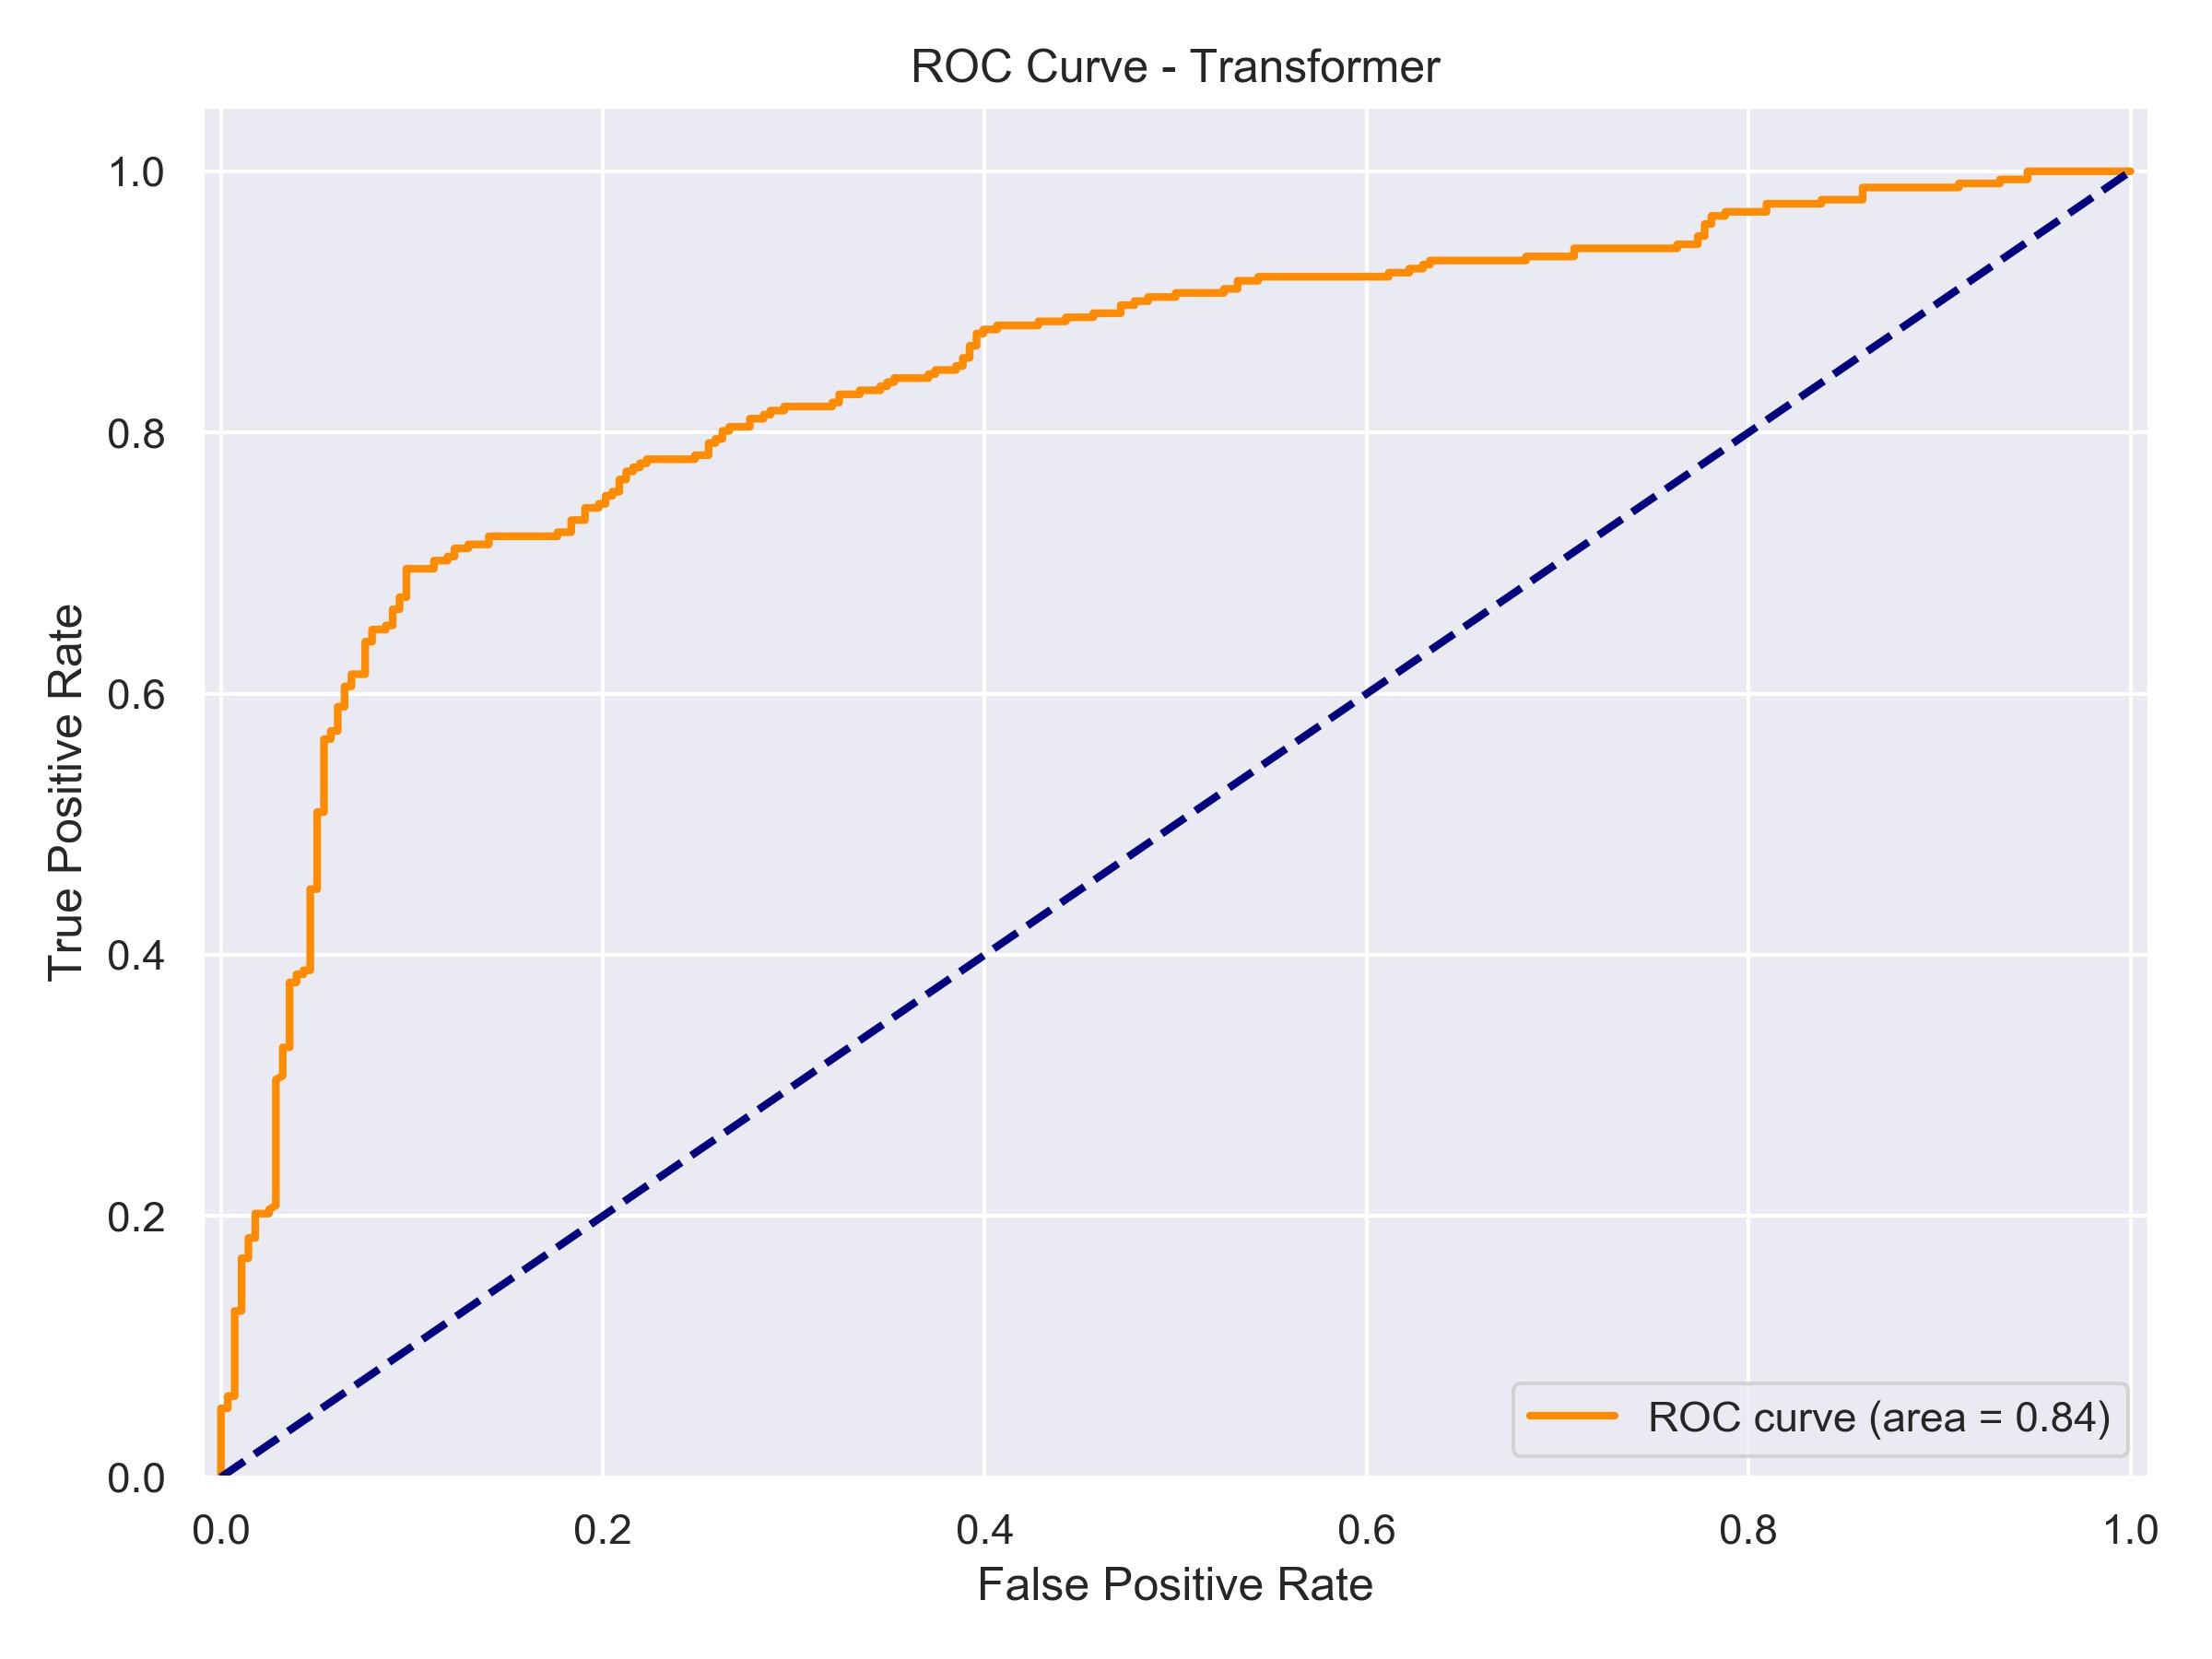 ROC Curve - Transformer
True Positive Rate
1.0
0.8
0.6
0.4
0.2
0.0
ROC curve (area = 0.84)
0.0 0.2 0.4 0.6 0.8 1.0
False Positive Rate